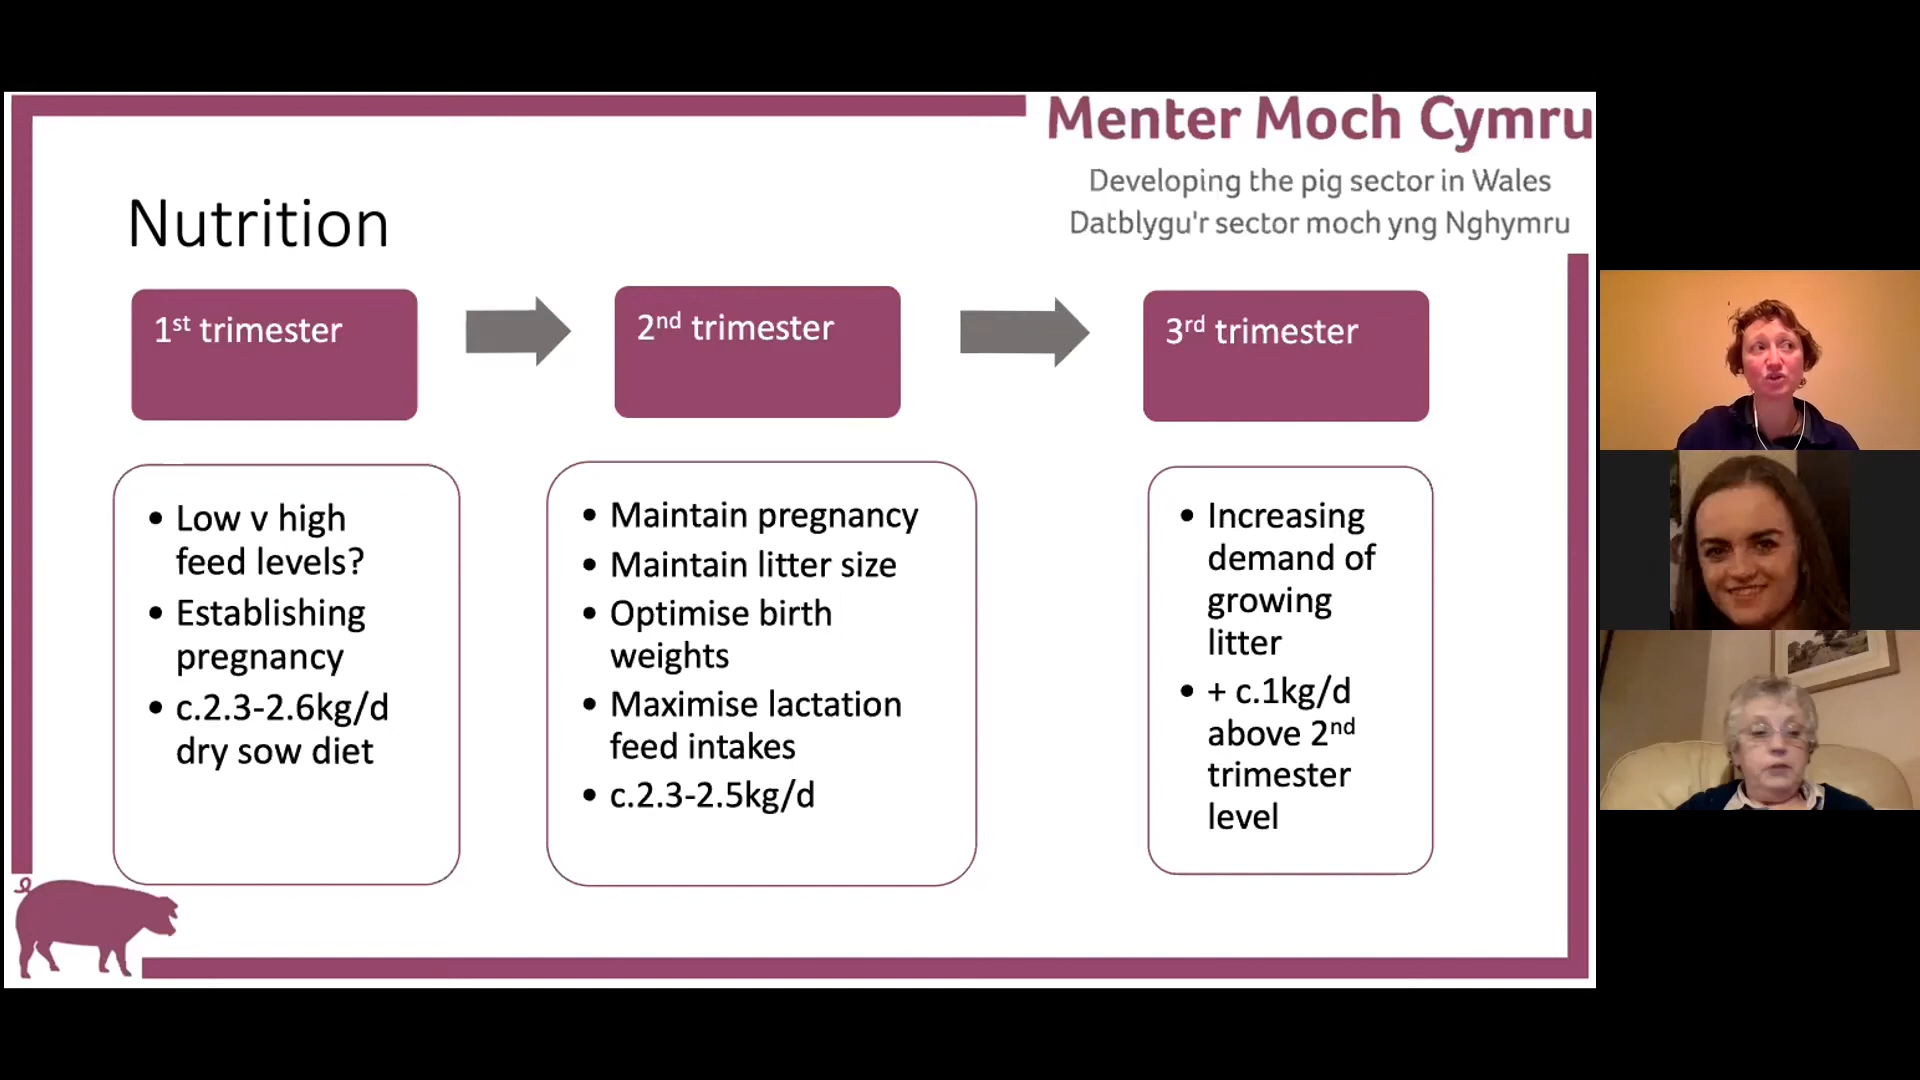 Menter Moch Cymru
Developing the pig sector in Wales
Datblygu'r sector moch yng Nghymru
Nutrition
1st trimester
2nd trimester
3rd trimester
• Low v high
feed levels?
• Establishing
pregnancy
• c.2.3-2.6kg/d
dry sow diet
• Maintain pregnancy
• Maintain litter size
• Optimise birth
weights
• Maximise lactation
feed intakes
• c.2.3-2.5kg/d
• Increasing
demand of
growing
litter
• + c.1kg/d
above 2nd
trimester
level